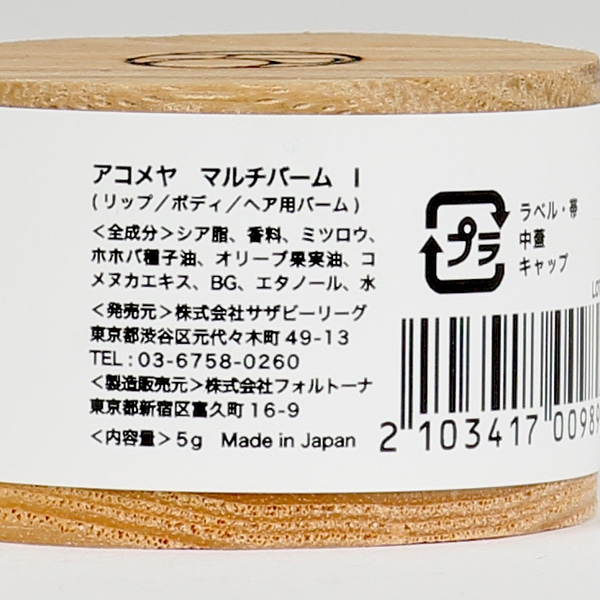 アコメヤ マルチバーム I
(リップ/ボディ/ヘア用バーム)
<全成分>シア脂、香料、ミツロウ、
ホホバ種子油、オリーブ果実油、コ
メヌカエキス、BG、エタノール、水
<発売元>株式会社サザビーリーグ
東京都渋谷区元代々木町 49-13
TEL : 03-6758-0260
<製造販売元>株式会社フォルトーナ
東京都新宿区富久町 16-9
<内容量>5g Made in Japan
プラ
ラベル・帯
中蓋
キャップ
2 103417 0098